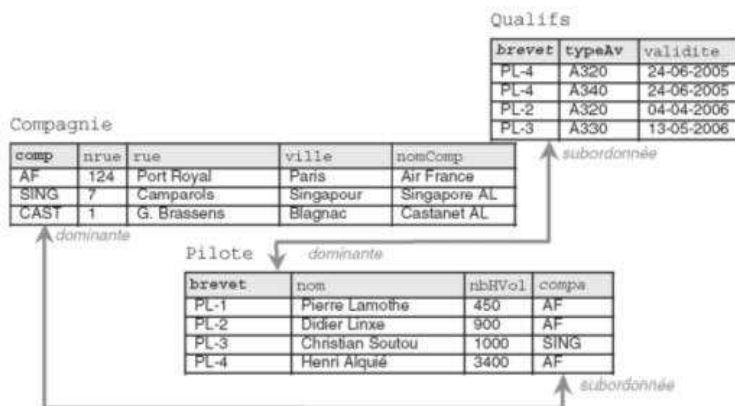 Qualifs
brevet typeAv validite
PL-4 A320 24-06-2005
PL-4 A340 24-06-2005
PL-2 A320 04-04-2006
PL-3 A330 13-05-2006
subordonnée
Compagnie
comp nrue rue ville nomComp
AF 124 Port Royal Paris Air France
SING 7 Camparols Singapour Singapore AL
CAST 1 G. Brassens Blagnac Castanet AL
dominante
Pilote dominante
brevet nom nbHVol compa
PL-1 Pierre Lamothe 450 AF
PL-2 Didier Linxe 900 AF
PL-3 Christian Soutou 1000 SING
PL-4 Henri Alquié 3400 AF
subordonnée